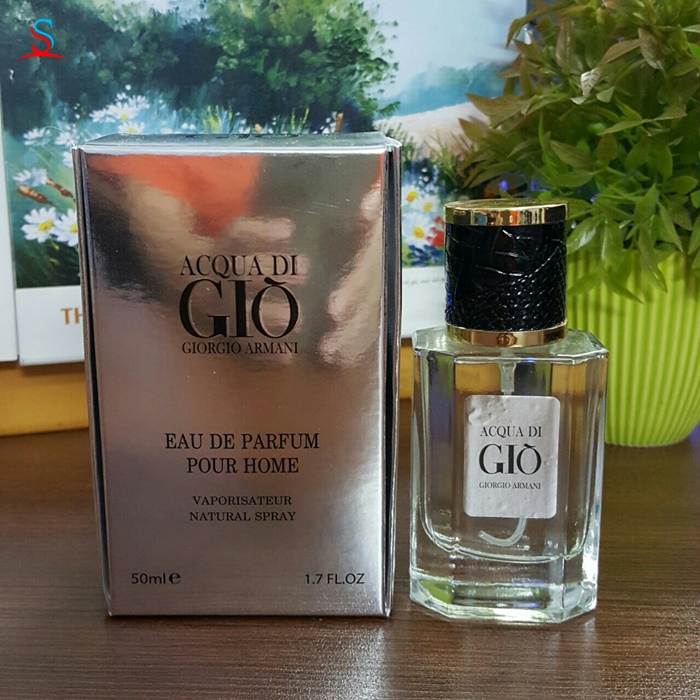 S
TH
ACQUA DI
GIÒ
GIORGIO ARMANI
EAU DE PARFUM
POUR HOME
VAPORISATEUR
NATURAL SPRAY
50ml e 1.7 FL.OZ
ACQUA DI
GIÒ
GIORGIO ARMANI